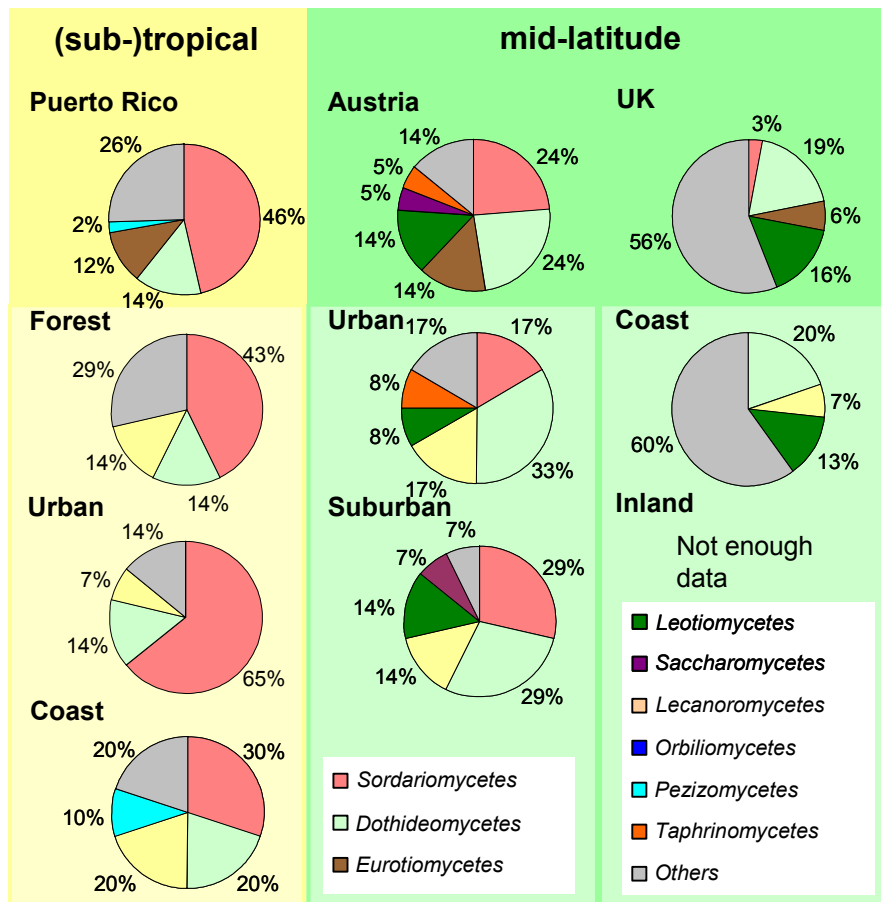 (sub-)tropical
mid-latitude
Puerto Rico
26%
46%
2%
12%
14%
Austria
14%
5%
5%
14%
14%
24%
24%
UK
3%
19%
6%
16%
56%
Forest
29%
43%
14%
14%
Urban
17%
17%
8%
8%
17%
33%
Coast
20%
7%
13%
60%
Urban
14%
7%
14%
65%
Suburban
7%
7%
14%
14%
29%
29%
Inland
Not enough
data
Coast
20%
30%
10%
20%
20%
Sordariomycetes
Dothideomycetes
Eurotiomycetes
Leotiomycetes
Saccharomycetes
Lecanoromycetes
Orbiliomycetes
Pezizomycetes
Taphrinomycetes
Others